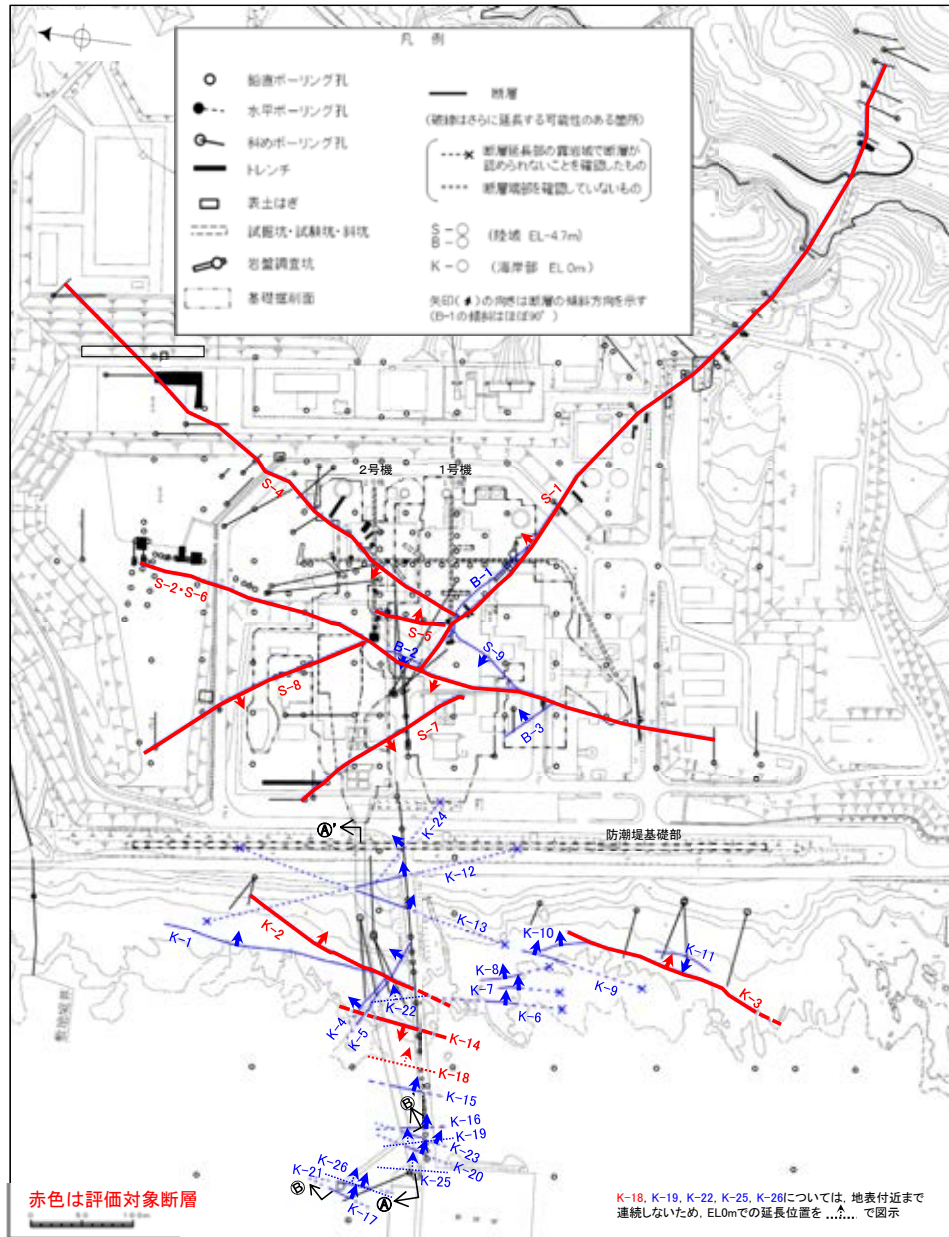 凡 例
鉛直ボーリング孔
水平ボーリング孔
斜めボーリング孔
トレンチ
表土はぎ
試掘坑・試験坑・斜坑
岩盤調査坑
基礎掘削面
断層
(破線はさらに延長する可能性のある箇所)
断層延長部の露岩域で断層が
認められないことを確認したもの
断層端部を確認していないもの
S-○
B-○
(陸域 EL-4.7m)
K-○ (海岸部 EL 0m)
矢印( )の向きは断層の傾斜方向を示す
(B-1の傾斜はほぼ90°)
2号機
1号機
S-4
S-1
B-1
S-2・S-6
S-5
S-9
B-2
S-8
S-7
B-3
K-24
Ⓐ'
防潮堤基礎部
K-12
K-2
K-13
K-1
K-10
K-11
K-8
K-7
K-9
K-6
K-3
K-22
K-4
K-5
K-14
K-18
K-15
Ⓑ'
K-16
K-19
K-23
K-20
K-26
K-21
K-25
Ⓑ
K-17
Ⓐ
赤色は評価対象断層
0 50 100m
K-18, K-19, K-22, K-25, K-26については, 地表付近まで
連続しないため, EL0mでの延長位置を で図示